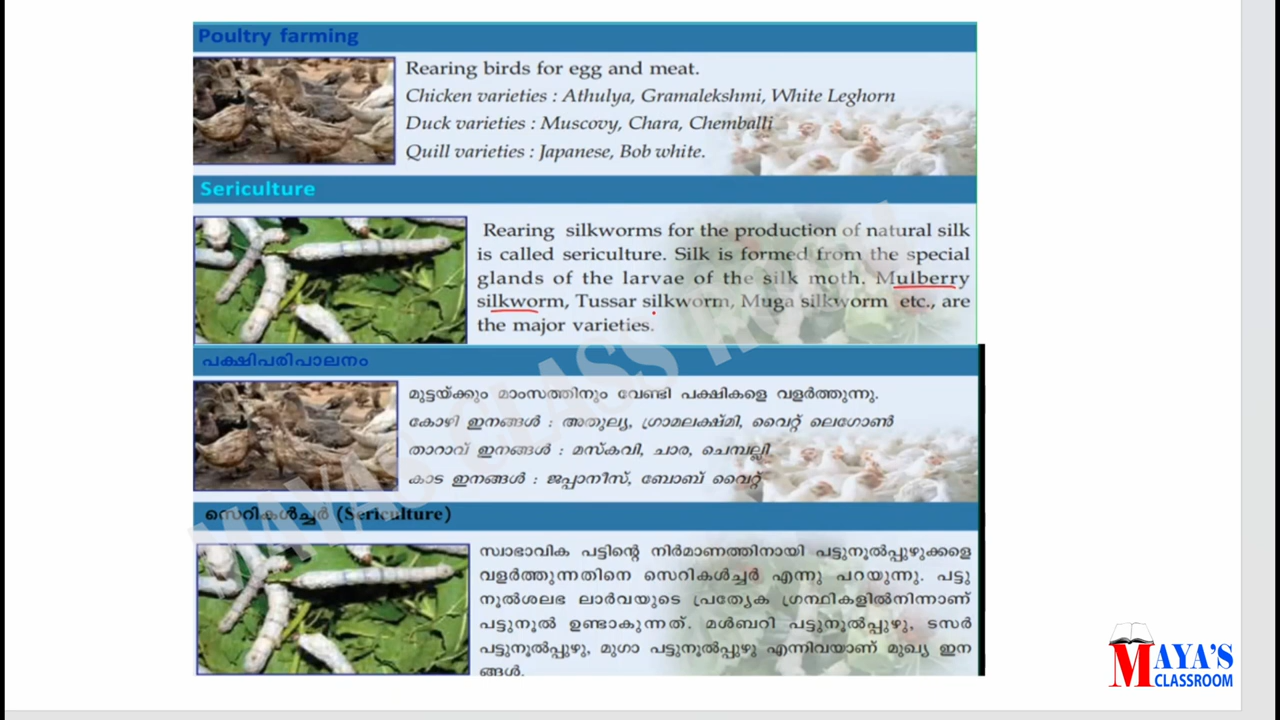 Poultry farming
Rearing birds for egg and meat.
Chicken varieties : Athulya, Gramalekshmi, White Leghorn
Duck varieties : Muscovy, Chara, Chemballi
Quill varieties : Japanese, Bob white.
Sericulture
Rearing silkworms for the production of natural silk
is called sericulture. Silk is formed from the special
glands of the larvae of the silk moth. Mulberry
silkworm, Tussar silkworm, Muga silkworm etc., are
the major varieties.
പക്ഷിപരിപാലനം
മുട്ടയ്ക്കും മാംസത്തിനും വേണ്ടി പക്ഷികളെ വളർത്തുന്നു.
കോഴി ഇനങ്ങൾ : അതുല്യ, ഗ്രാമലക്ഷ്മി, വൈറ്റ് ലെഗോൺ
താറാവ് ഇനങ്ങൾ : മസ്കവി, ചാര, ചെമ്പല്ലി
കാട ഇനങ്ങൾ : ജപ്പാനീസ്, ബോബ് വൈറ്റ്
സെറികൾച്ചർ (Sericulture)
സ്വാഭാവിക പട്ടിന്റെ നിർമാണത്തിനായി പട്ടുനൂൽപ്പുഴുക്കളെ
വളർത്തുന്നതിനെ സെറികൾച്ചർ എന്നു പറയുന്നു. പട്ടു
നൂൽശലഭ ലാർവയുടെ പ്രത്യേക ഗ്രന്ഥികളിൽനിന്നാണ്
പട്ടുനൂൽ ഉണ്ടാകുന്നത്. മൾബറി പട്ടുനൂൽപ്പുഴു, ടസർ
പട്ടുനൂൽപ്പുഴു, മുഗാ പട്ടുനൂൽപ്പുഴു എന്നിവയാണ് മുഖ്യ ഇന
ങ്ങൾ.
MAYA'S
CLASSROOM